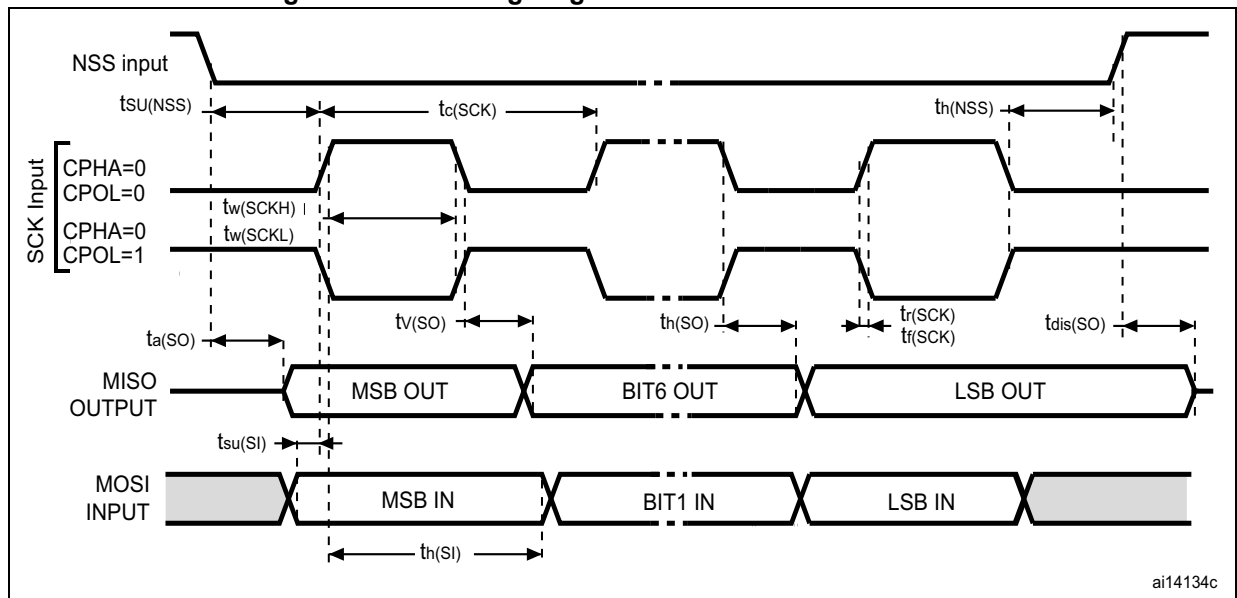 NSS input
tSU(NSS)
tc(SCK)
th(NSS)
SCK Input
CPHA=0
CPOL=0
tw(SCKH)
CPHA=0
CPOL=1
tw(SCKL)
ta(SO)
tV(SO)
th(SO)
tr(SCK)
tf(SCK)
tdis(SO)
MISO
OUTPUT
MSB OUT
BIT6 OUT
LSB OUT
tsu(SI)
MOSI
INPUT
MSB IN
BIT1 IN
LSB IN
th(SI)
ai14134c